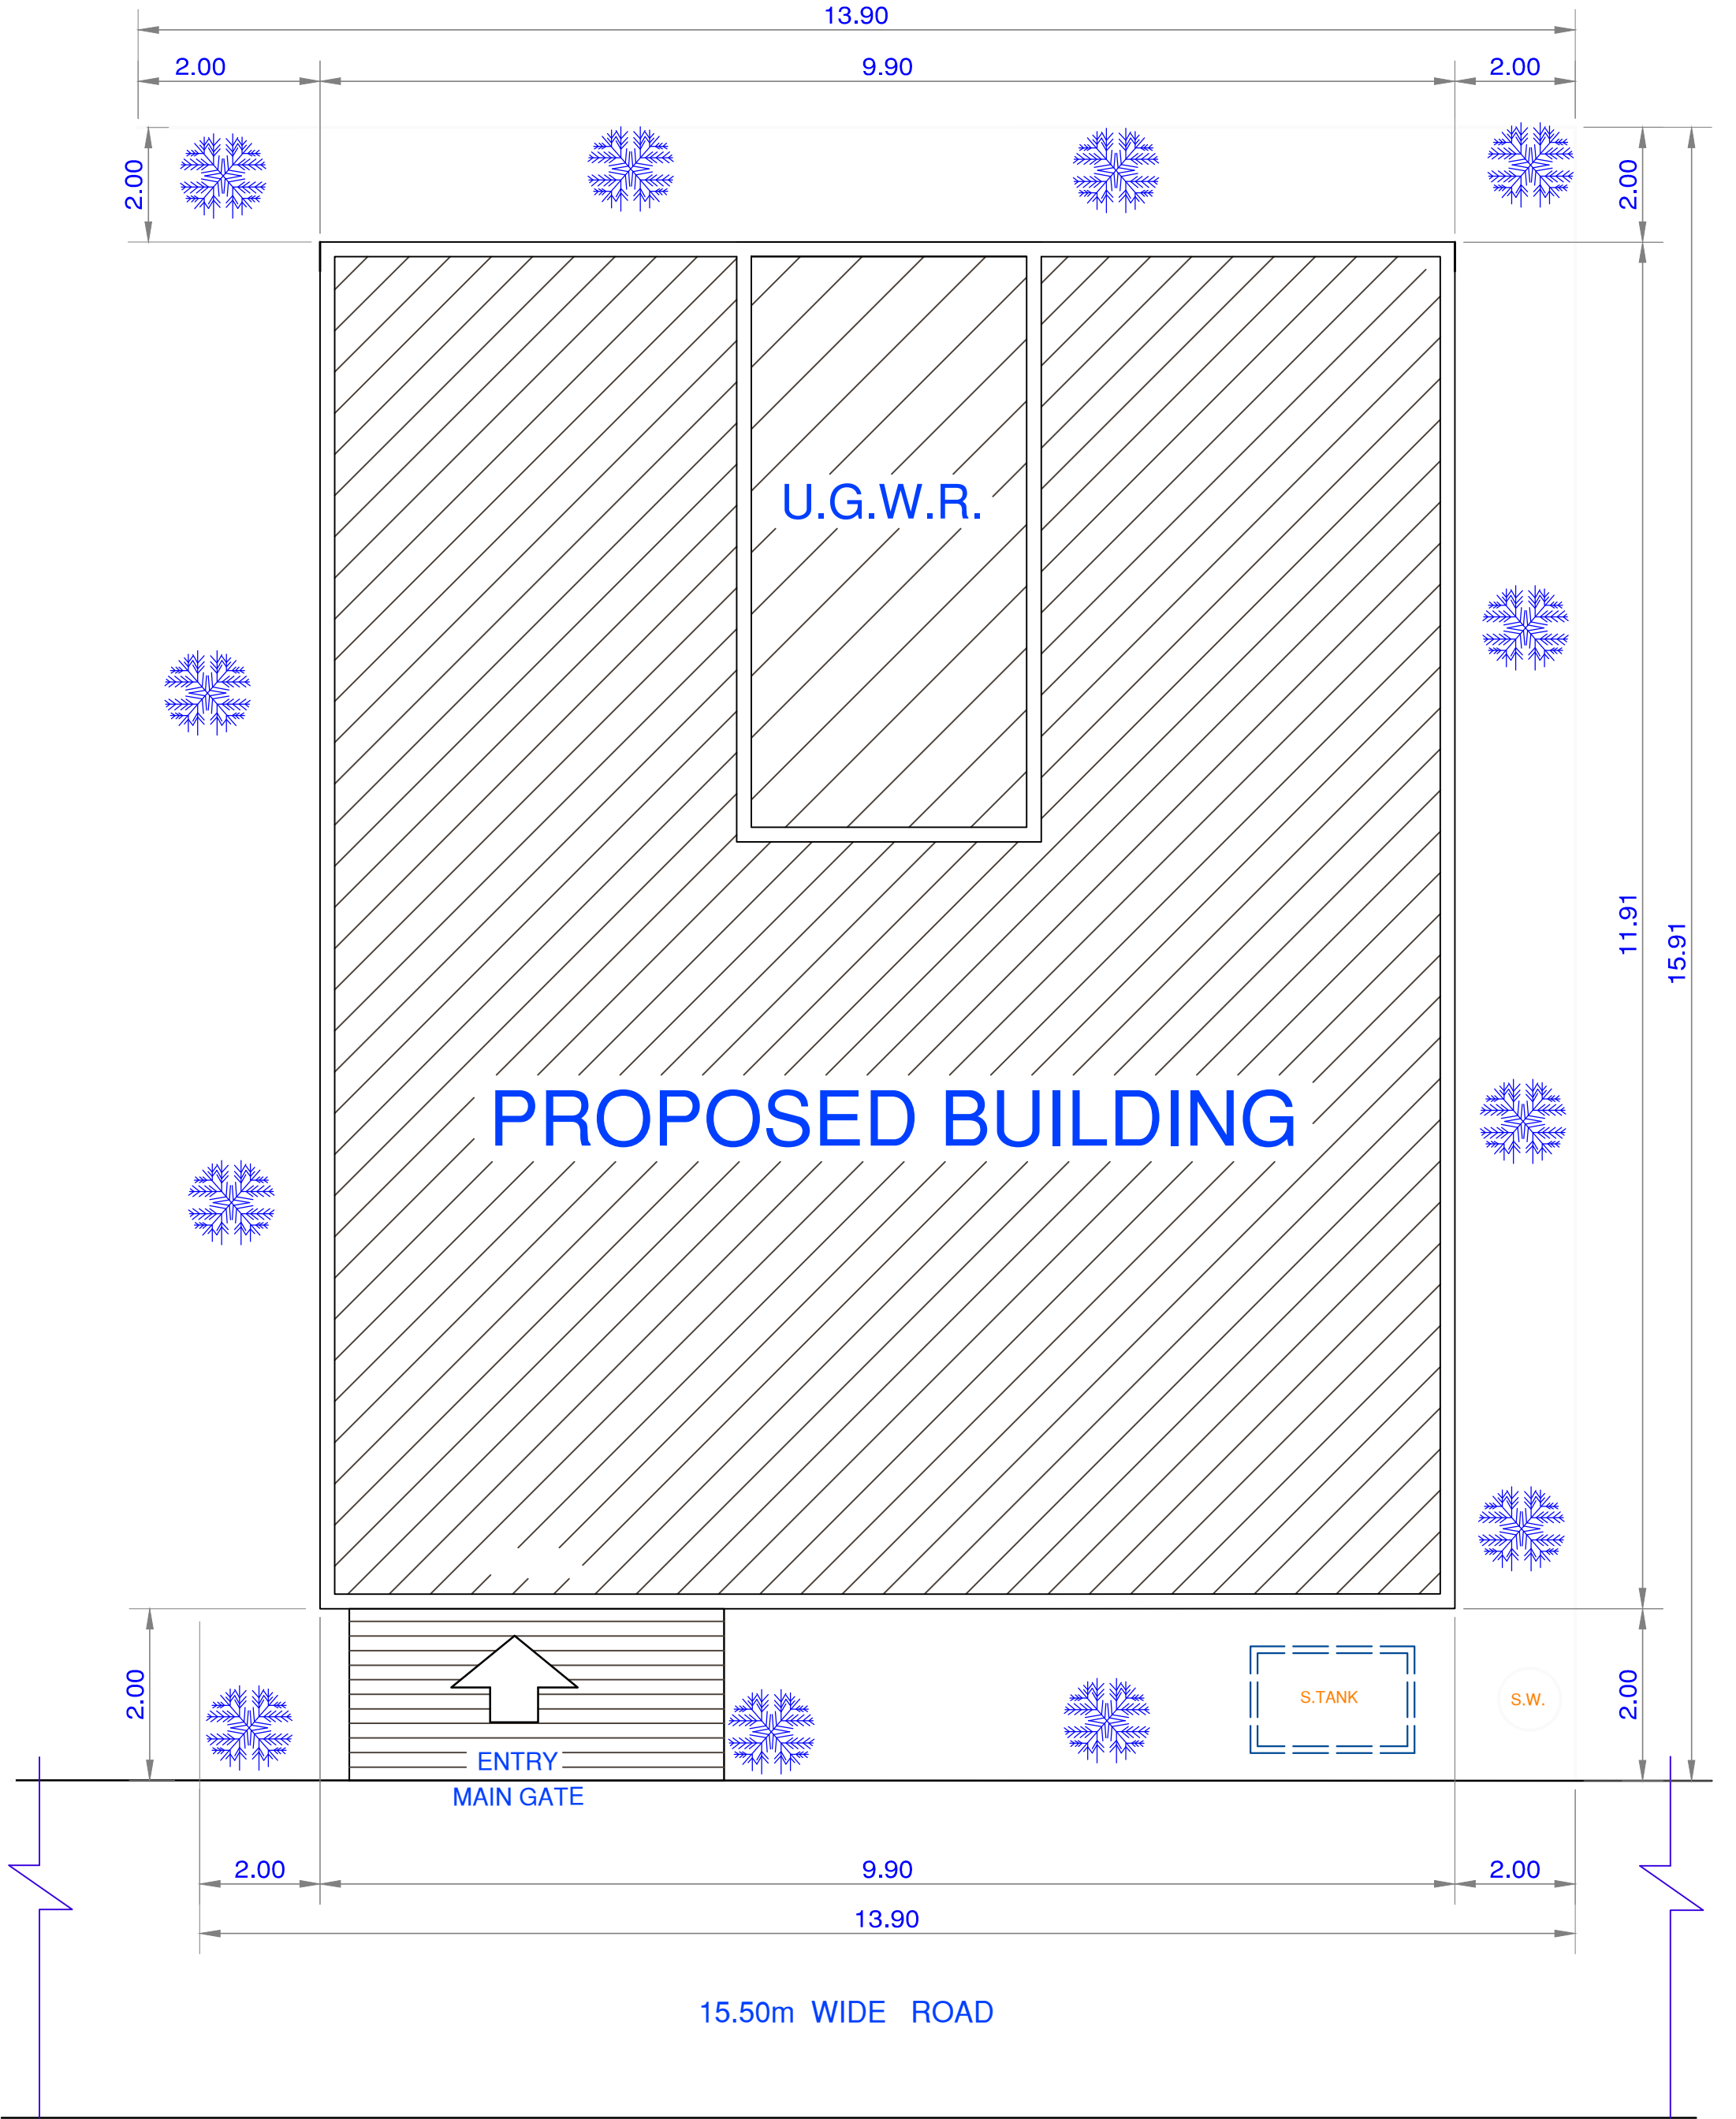 13.90
2.00 9.90 2.00
2.00
2.00
U.G.W.R.
11.91
15.91
PROPOSED BUILDING
2.00
2.00
S.TANK
S.W.
ENTRY
MAIN GATE
2.00 9.90 2.00
13.90
15.50m WIDE ROAD